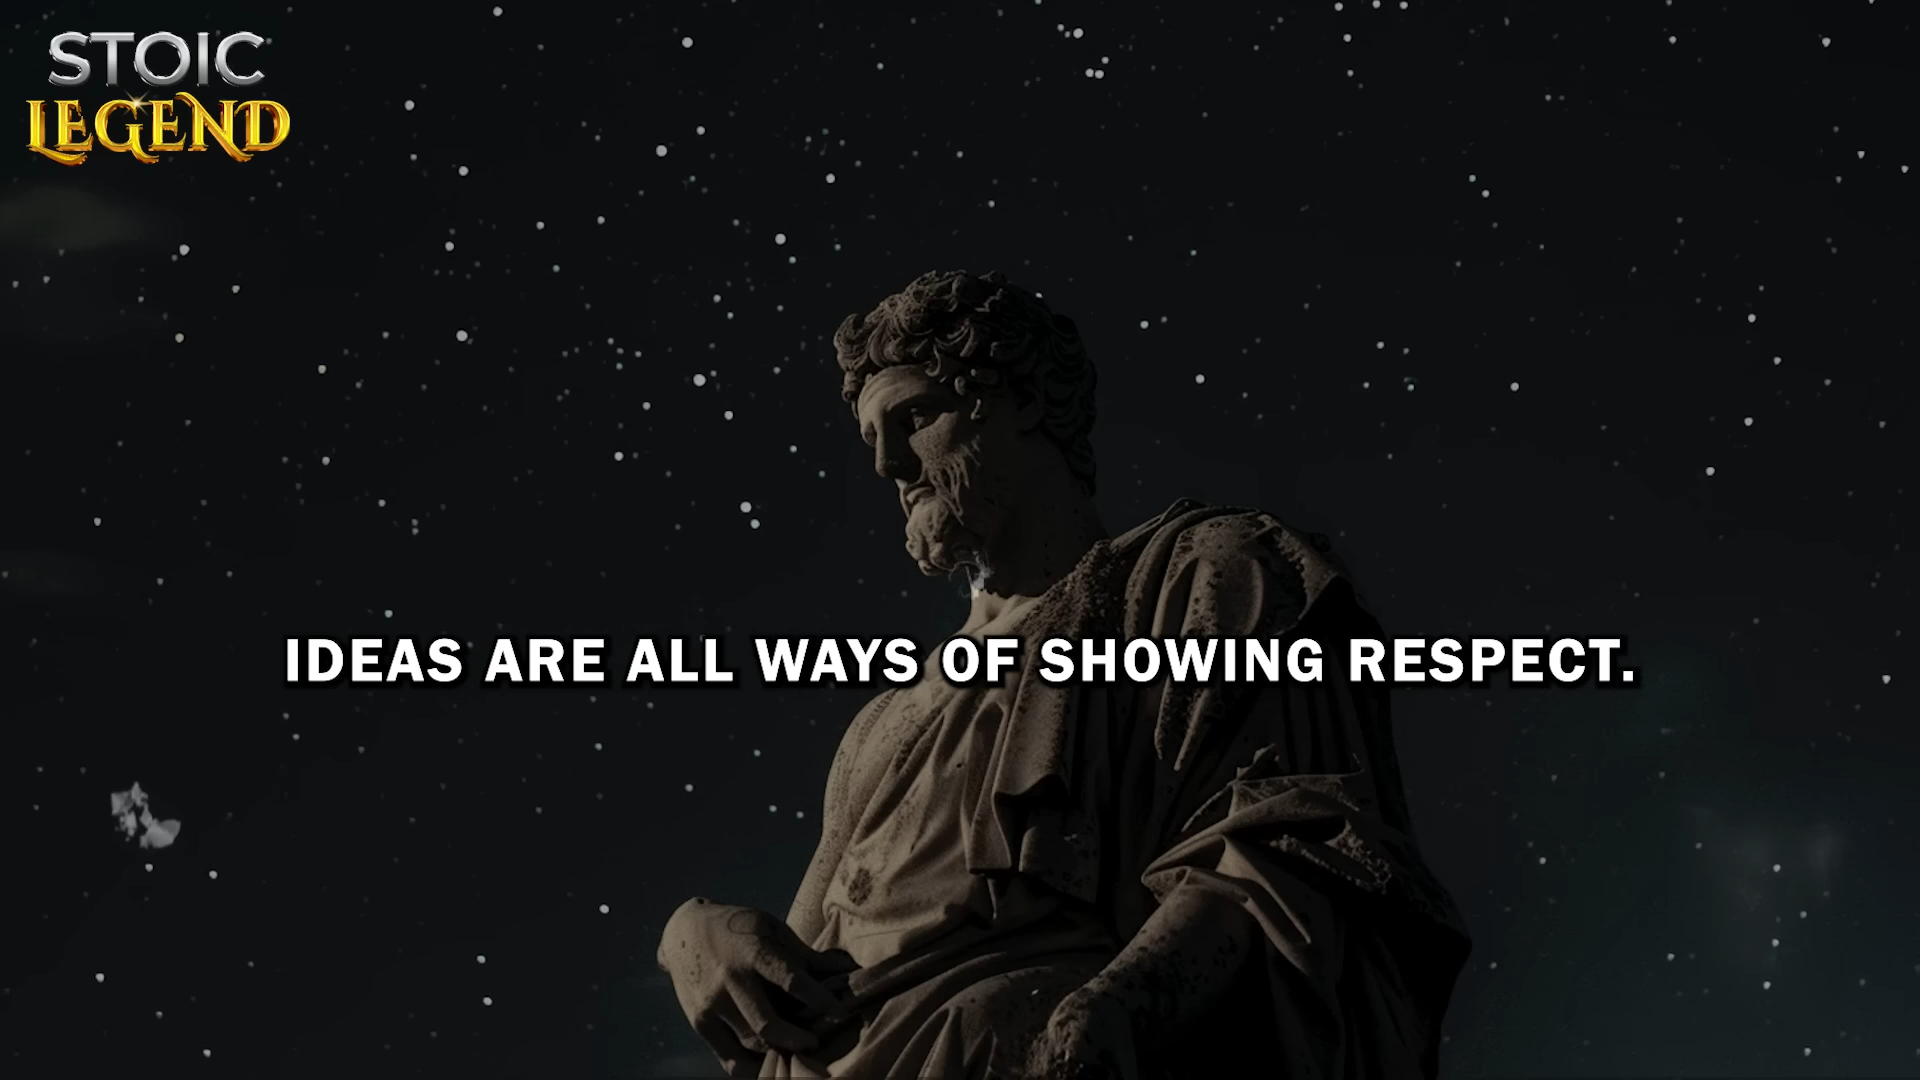 STOIC
LEGEND
IDEAS ARE ALL WAYS OF SHOWING RESPECT.